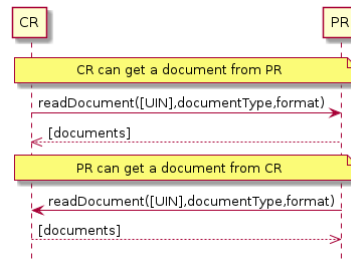 CR PR
CR can get a document from PR
readDocument([UIN],documentType,format)
[documents]
PR can get a document from CR
readDocument([UIN],documentType,format)
[documents]